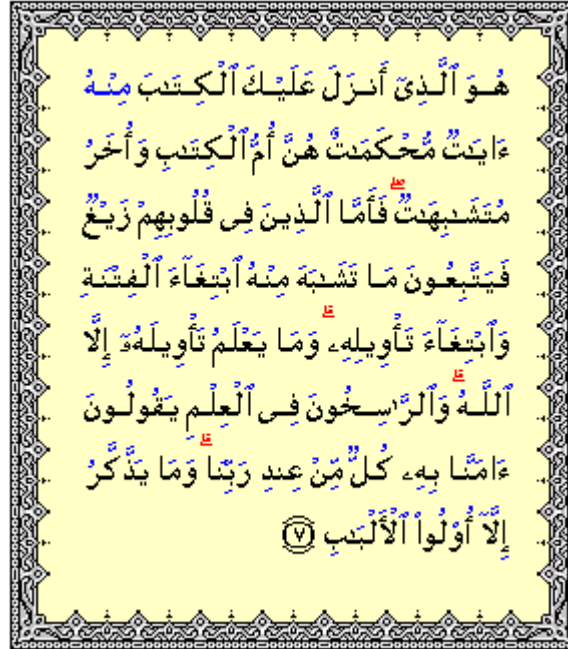 هُوَ ٱلَّذِىٓ أَنزَلَ عَلَيْكَ ٱلْكِتَٰبَ مِنْهُ
ءَايَٰتٌ مُّحْكَمَٰتٌ هُنَّ أُمُّ ٱلْكِتَٰبِ وَأُخَرُ
مُتَشَٰبِهَٰتٌ ۖ فَأَمَّا ٱلَّذِينَ فِى قُلُوبِهِمْ زَيْغٌ
فَيَتَّبِعُونَ مَا تَشَٰبَهَ مِنْهُ ٱبْتِغَآءَ ٱلْفِتْنَةِ
وَٱبْتِغَآءَ تَأْوِيلِهِۦ ۗ وَمَا يَعْلَمُ تَأْوِيلَهُۥٓ إِلَّا
ٱللَّهُ ۗ وَٱلرَّٰسِخُونَ فِى ٱلْعِلْمِ يَقُولُونَ
ءَامَنَّا بِهِۦ كُلٌّ مِّنْ عِندِ رَبِّنَا ۗ وَمَا يَذَّكَّرُ
إِلَّآ أُو۟لُوا۟ ٱلْأَلْبَٰبِ ٧